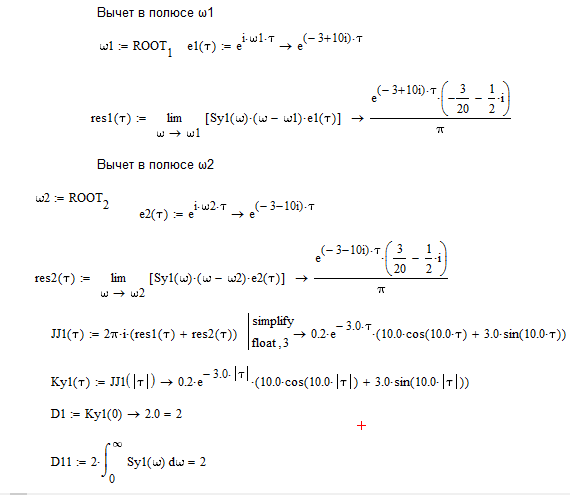 Вычет в полюсе ω1
ω1 := ROOT₁ e1(τ) := e^(i·ω1·τ) → e^((−3+10i)·τ)
res1(τ) := lim ω → ω1 [Sy1(ω)·(ω − ω1)·e1(τ)] → e^((−3+10i)·τ)·(−3/20 − 1/2·i)/π
Вычет в полюсе ω2
ω2 := ROOT₂ e2(τ) := e^(i·ω2·τ) → e^((−3−10i)·τ)
res2(τ) := lim ω → ω2 [Sy1(ω)·(ω − ω2)·e2(τ)] → e^((−3−10i)·τ)·(3/20 − 1/2·i)/π
JJ1(τ) := 2π·i·(res1(τ) + res2(τ)) | simplify float ,3 → 0.2·e^(−3.0·τ)·(10.0·cos(10.0·τ) + 3.0·sin(10.0·τ))
Ky1(τ) := JJ1(|τ|) → 0.2·e^(−3.0·|τ|)·(10.0·cos(10.0·|τ|) + 3.0·sin(10.0·|τ|))
D1 := Ky1(0) → 2.0 = 2
D11 := 2·∫₀^∞ Sy1(ω) dω = 2